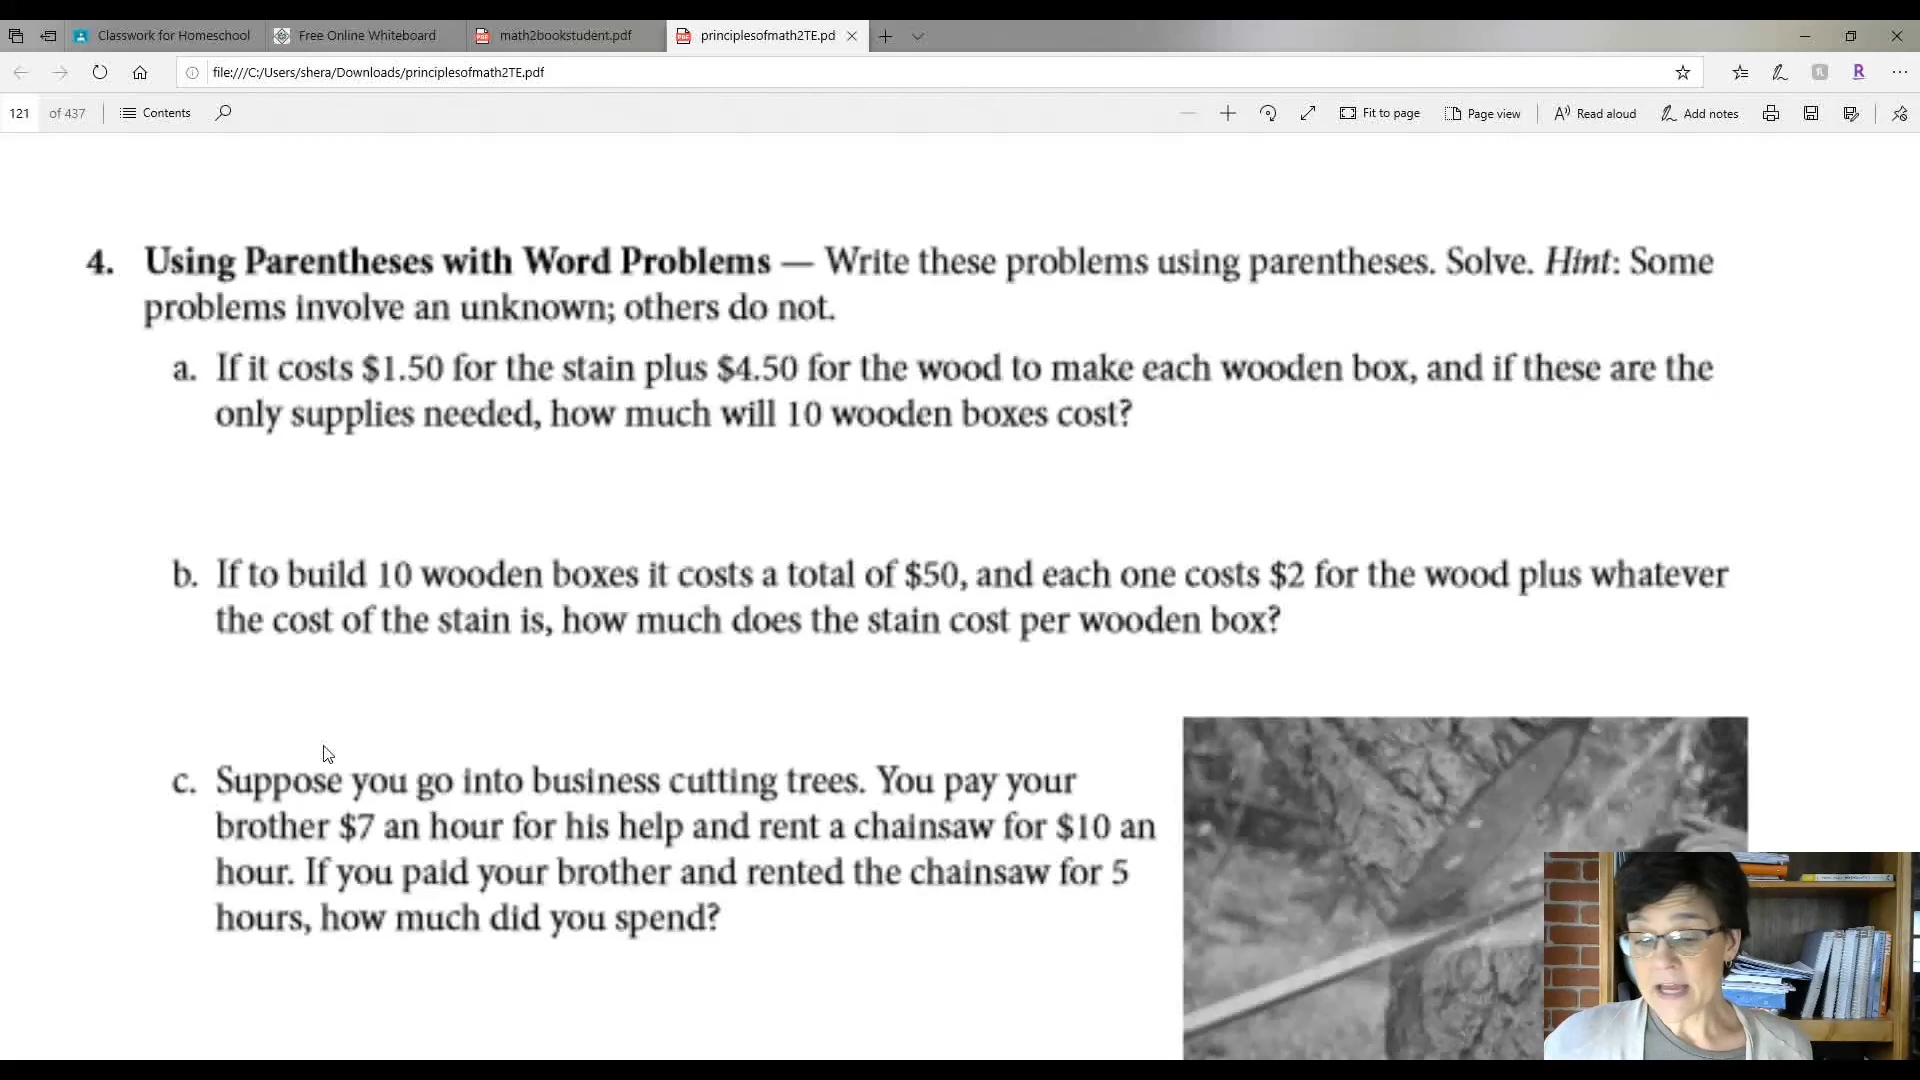 Classwork for Homeschool
Free Online Whiteboard
math2bookstudent.pdf
principlesofmath2TE.pd
file:///C:/Users/shera/Downloads/principlesofmath2TE.pdf
R
121 of 437
Contents
Fit to page
Page view
Read aloud
Add notes
4. Using Parentheses with Word Problems — Write these problems using parentheses. Solve. Hint: Some
problems involve an unknown; others do not.
a. If it costs $1.50 for the stain plus $4.50 for the wood to make each wooden box, and if these are the
only supplies needed, how much will 10 wooden boxes cost?
b. If to build 10 wooden boxes it costs a total of $50, and each one costs $2 for the wood plus whatever
the cost of the stain is, how much does the stain cost per wooden box?
c. Suppose you go into business cutting trees. You pay your
brother $7 an hour for his help and rent a chainsaw for $10 an
hour. If you paid your brother and rented the chainsaw for 5
hours, how much did you spend?